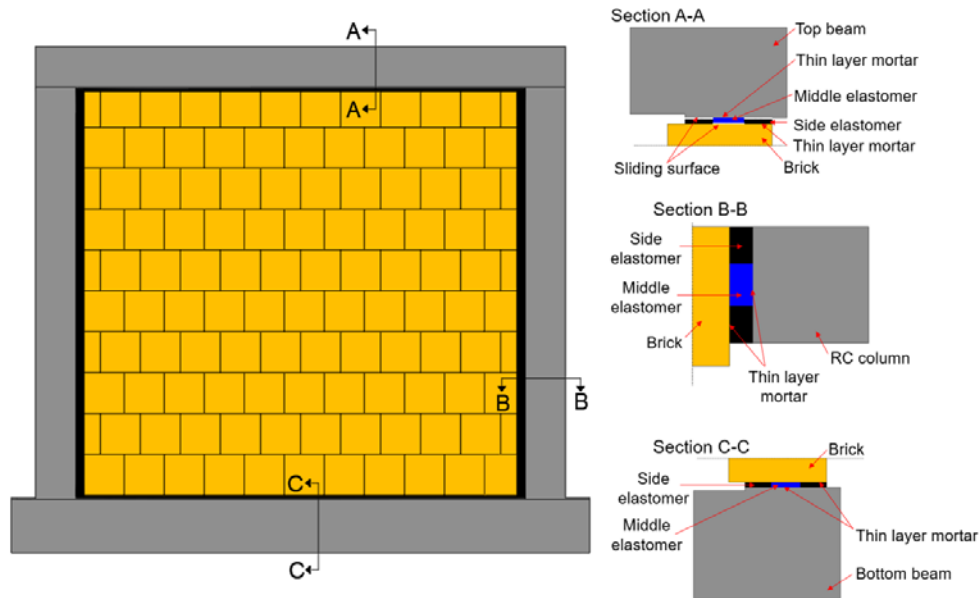 A
A
B
B
C
C
Section A-A
Top beam
Thin layer mortar
Middle elastomer
Side elastomer
Thin layer mortar
Sliding surface
Brick
Section B-B
Side
elastomer
Middle
elastomer
Brick
RC column
Thin layer
mortar
Section C-C
Brick
Side
elastomer
Middle
elastomer
Thin layer mortar
Bottom beam